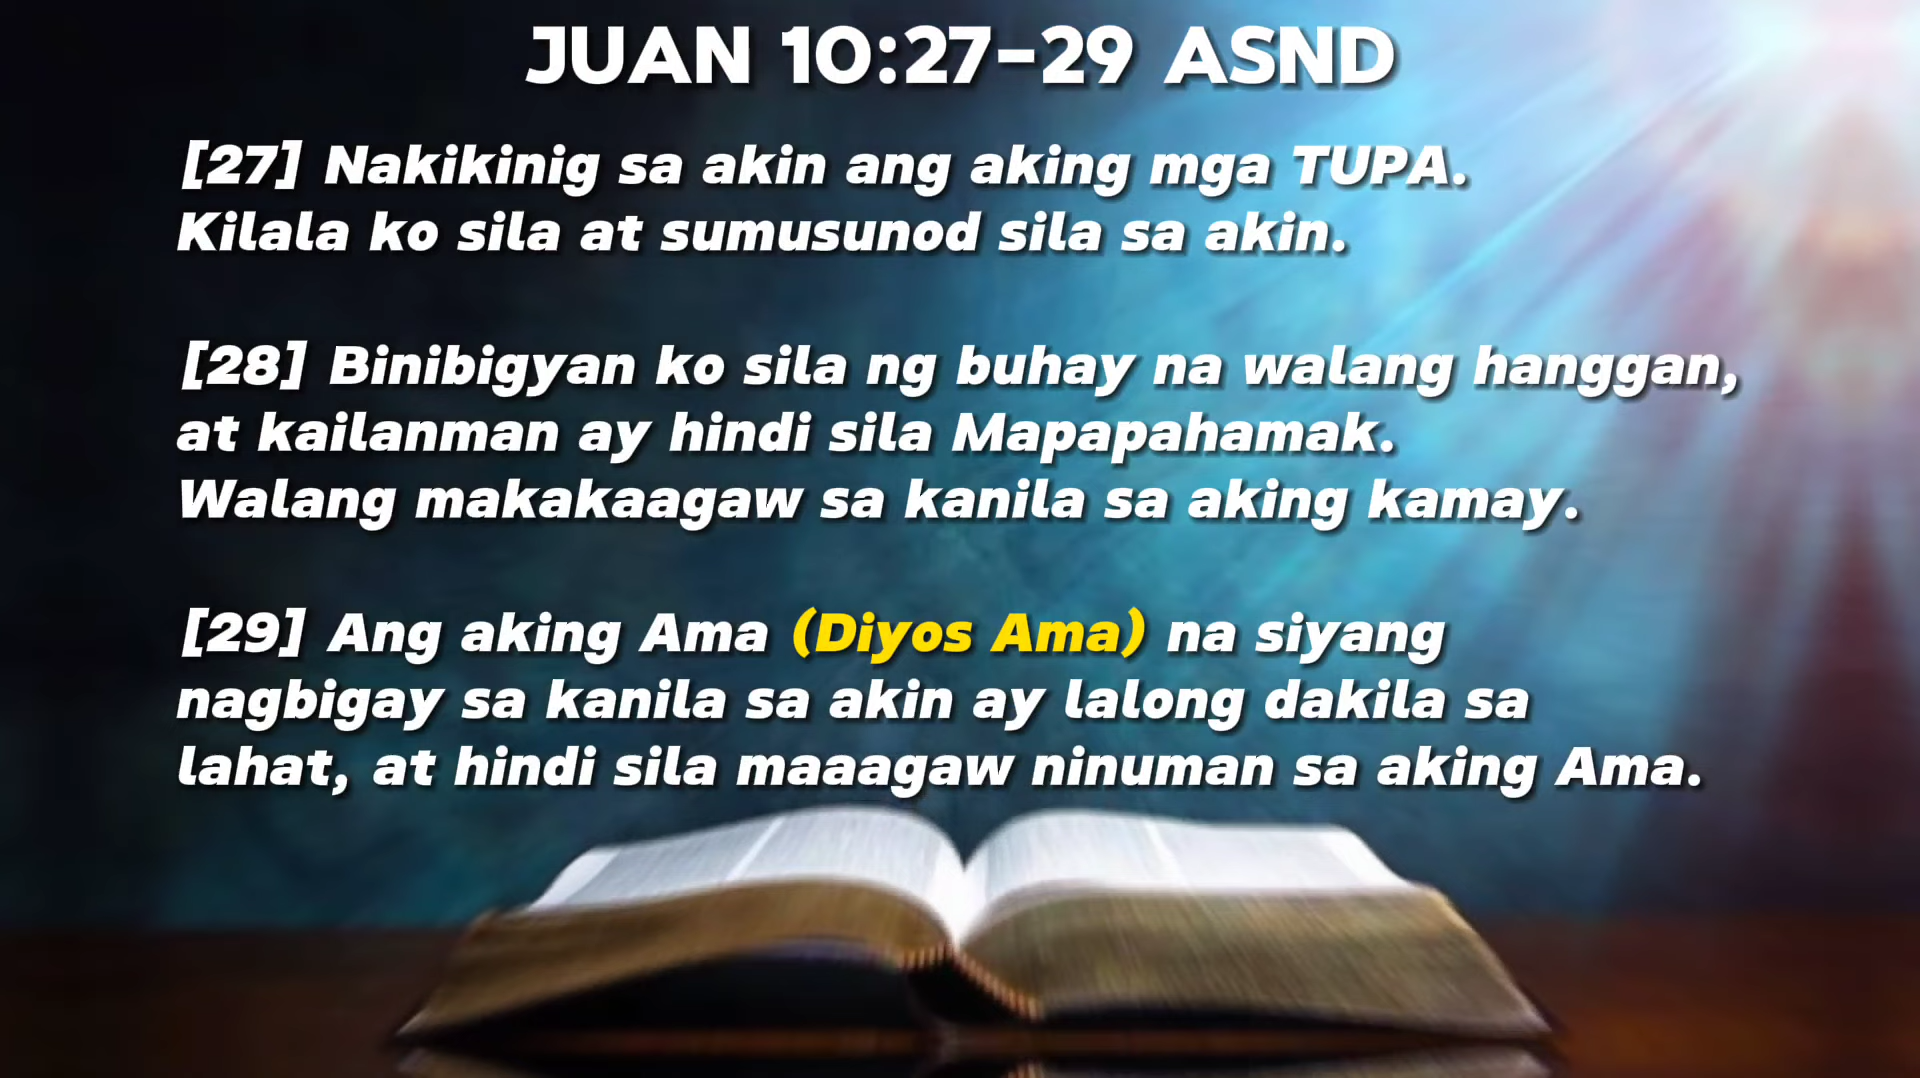 JUAN 10:27-29 ASND
[27] Nakikinig sa akin ang aking mga TUPA.
Kilala ko sila at sumusunod sila sa akin.
[28] Binibigyan ko sila ng buhay na walang hanggan,
at kailanman ay hindi sila Mapapahamak.
Walang makakaagaw sa kanila sa aking kamay.
[29] Ang aking Ama (Diyos Ama) na siyang
nagbigay sa kanila sa akin ay lalong dakila sa
lahat, at hindi sila maaagaw ninuman sa aking Ama.